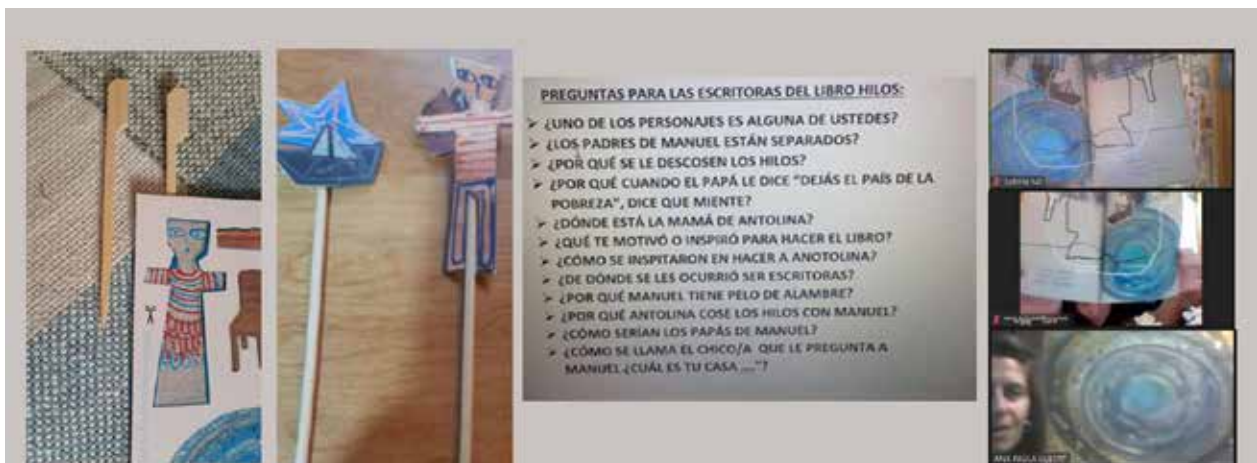 PREGUNTAS PARA LAS ESCRITORAS DEL LIBRO HILOS:
➢ ¿UNO DE LOS PERSONAJES ES ALGUNA DE USTEDES?
➢ ¿LOS PADRES DE MANUEL ESTÁN SEPARADOS?
➢ ¿POR QUÉ SE LE DESCOSEN LOS HILOS?
➢ ¿POR QUÉ CUANDO EL PAPÁ LE DICE "DEJÁS EL PAÍS DE LA
POBREZA", DICE QUE MIENTE?
➢ ¿DÓNDE ESTÁ LA MAMÁ DE ANTOLINA?
➢ ¿QUÉ TE MOTIVÓ O INSPIRÓ PARA HACER EL LIBRO?
➢ ¿CÓMO SE INSPITARON EN HACER A ANOTOLINA?
➢ ¿DE DÓNDE SE LES OCURRIÓ SER ESCRITORAS?
➢ ¿POR QUÉ MANUEL TIENE PELO DE ALAMBRE?
➢ ¿POR QUÉ ANTOLINA COSE LOS HILOS CON MANUEL?
➢ ¿CÓMO SERÍAN LOS PAPÁS DE MANUEL?
➢ ¿CÓMO SE LLAMA EL CHICO/A QUE LE PREGUNTA A
MANUEL ¿CUÁL ES TU CASA ...."?
ANA PAULA